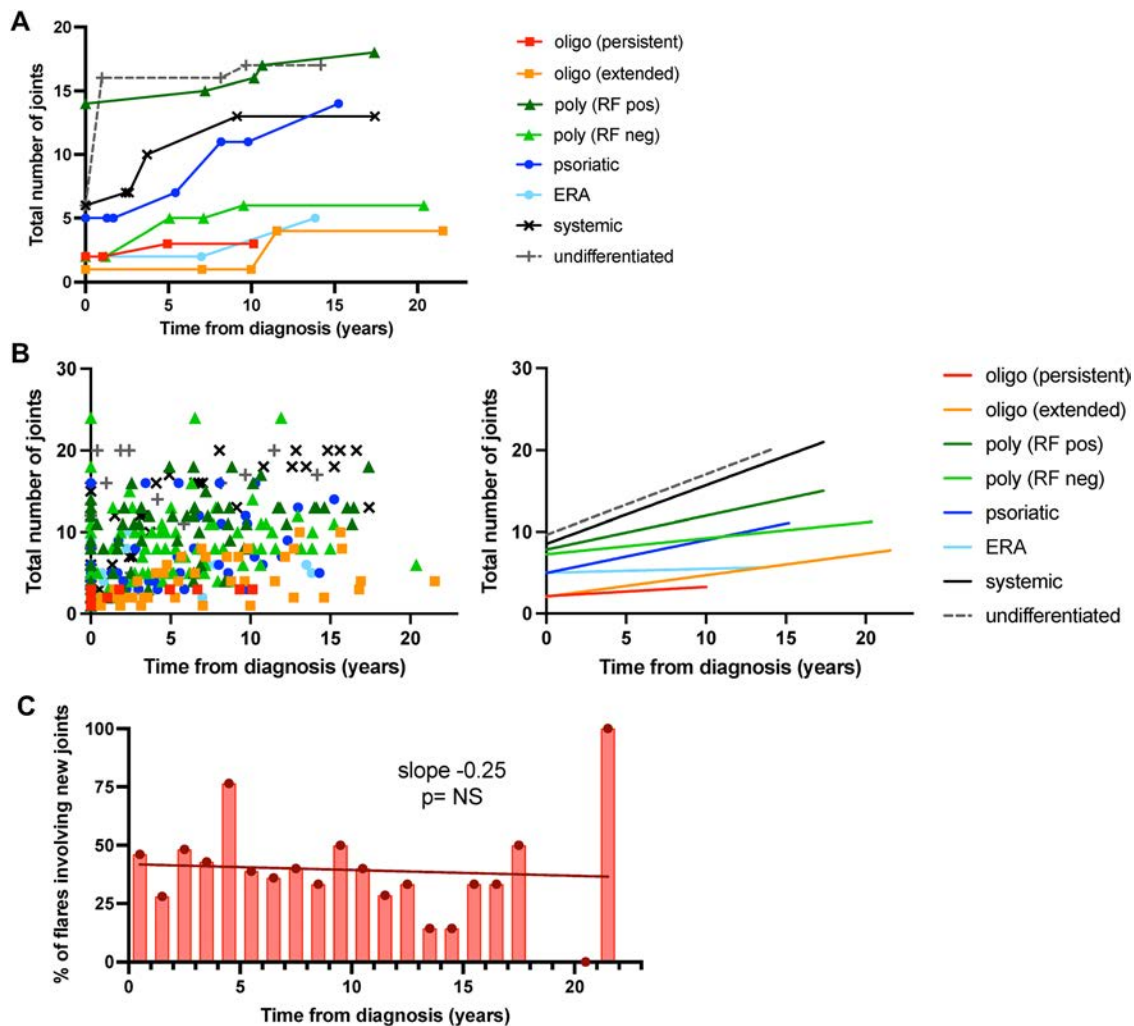 A
Total number of joints
20
15
10
5
0
0 5 10 15 20
Time from diagnosis (years)
oligo (persistent)
oligo (extended)
poly (RF pos)
poly (RF neg)
psoriatic
ERA
systemic
undifferentiated
B
Total number of joints
30
20
10
0
0 5 10 15 20
Time from diagnosis (years)
Total number of joints
30
20
10
0
0 5 10 15 20
Time from diagnosis (years)
oligo (persistent)
oligo (extended)
poly (RF pos)
poly (RF neg)
psoriatic
ERA
systemic
undifferentiated
C
% of flares involving new joints
100
75
50
25
0
slope -0.25
p= NS
0 5 10 15 20
Time from diagnosis (years)